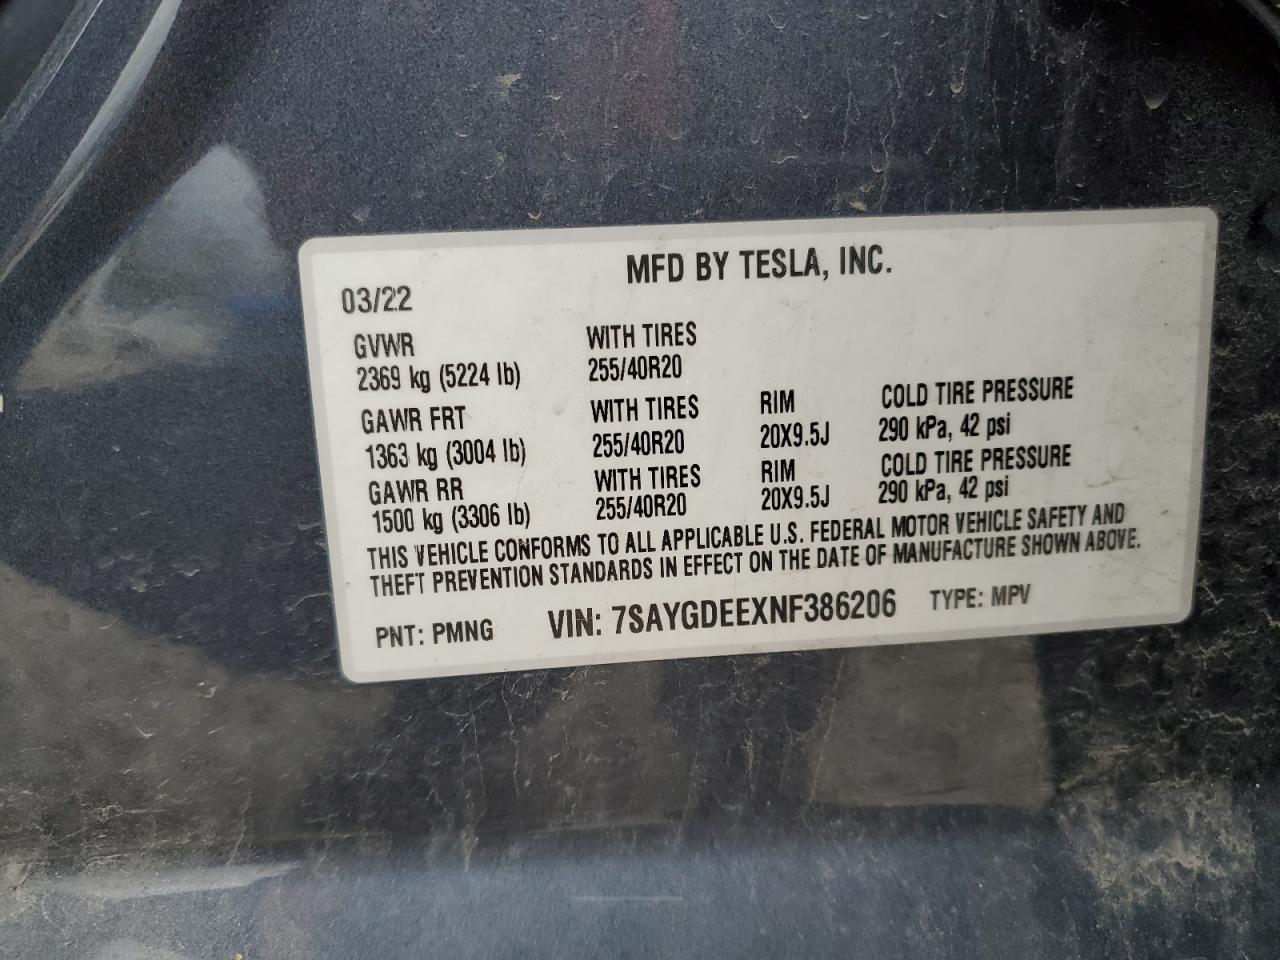 MFD BY TESLA, INC.
03/22
GVWR WITH TIRES
2369 kg (5224 lb) 255/40R20
GAWR FRT WITH TIRES RIM COLD TIRE PRESSURE
1363 kg (3004 lb) 255/40R20 20X9.5J 290 kPa, 42 psi
GAWR RR WITH TIRES RIM COLD TIRE PRESSURE
1500 kg (3306 lb) 255/40R20 20X9.5J 290 kPa, 42 psi
THIS VEHICLE CONFORMS TO ALL APPLICABLE U.S. FEDERAL MOTOR VEHICLE SAFETY AND
THEFT PREVENTION STANDARDS IN EFFECT ON THE DATE OF MANUFACTURE SHOWN ABOVE.
PNT: PMNG VIN: 7SAYGDEEXNF386206 TYPE: MPV